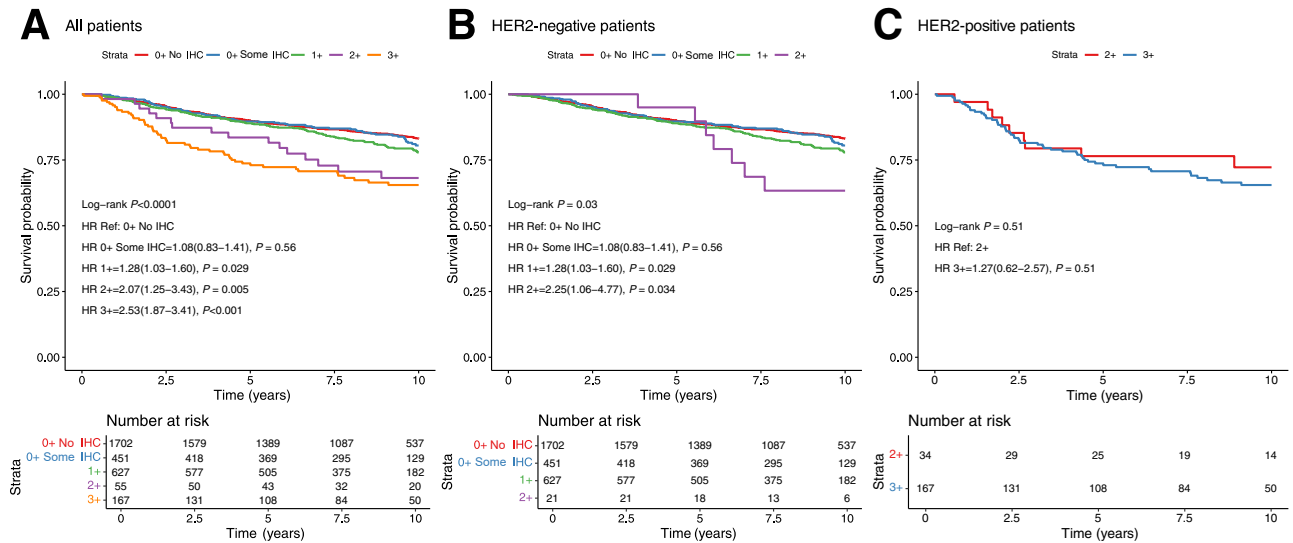 A All patients
Strata 0+ No IHC 0+ Some IHC 1+ 2+ 3+
Survival probability
1.00
0.75
0.50
0.25
0.00
Log-rank P<0.0001
HR Ref: 0+ No IHC
HR 0+ Some IHC=1.08(0.83-1.41), P = 0.56
HR 1+=1.28(1.03-1.60), P = 0.029
HR 2+=2.07(1.25-3.43), P = 0.005
HR 3+=2.53(1.87-3.41), P<0.001
0 2.5 5 7.5 10
Time (years)
Number at risk
Strata
0+ No IHC 1702 1579 1389 1087 537
0+ Some IHC 451 418 369 295 129
1+ 627 577 505 375 182
2+ 55 50 43 32 20
3+ 167 131 108 84 50
0 2.5 5 7.5 10
Time (years)
B HER2-negative patients
Strata 0+ No IHC 0+ Some IHC 1+ 2+
Survival probability
1.00
0.75
0.50
0.25
0.00
Log-rank P = 0.03
HR Ref: 0+ No IHC
HR 0+ Some IHC=1.08(0.83-1.41), P = 0.56
HR 1+=1.28(1.03-1.60), P = 0.029
HR 2+=2.25(1.06-4.77), P = 0.034
0 2.5 5 7.5 10
Time (years)
Number at risk
Strata
0+ No IHC 1702 1579 1389 1087 537
0+ Some IHC 451 418 369 295 129
1+ 627 577 505 375 182
2+ 21 21 18 13 6
0 2.5 5 7.5 10
Time (years)
C HER2-positive patients
Strata 2+ 3+
Survival probability
1.00
0.75
0.50
0.25
0.00
Log-rank P = 0.51
HR Ref: 2+
HR 3+=1.27(0.62-2.57), P = 0.51
0 2.5 5 7.5 10
Time (years)
Number at risk
Strata
2+ 34 29 25 19 14
3+ 167 131 108 84 50
0 2.5 5 7.5 10
Time (years)